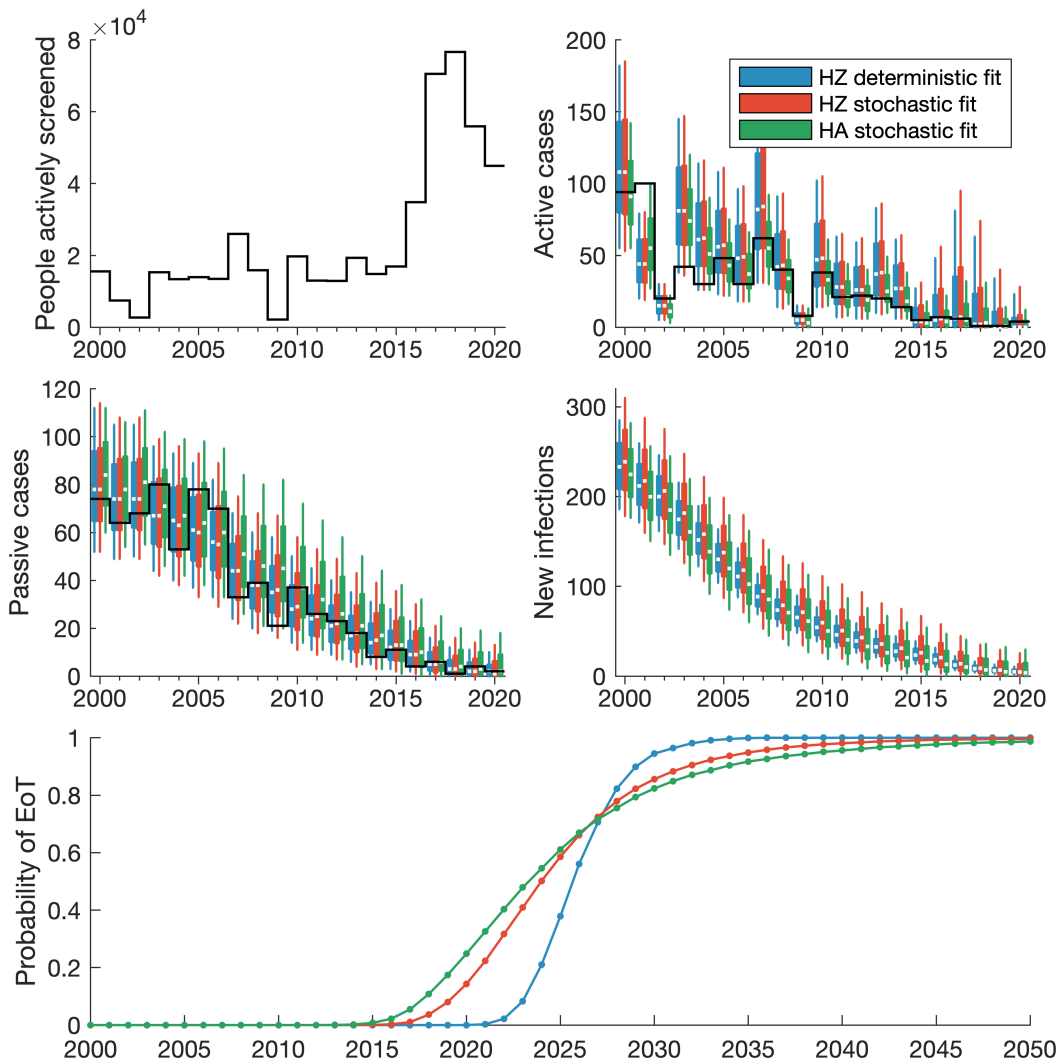 ×10⁴
8
6
4
2
0
People actively screened
2000 2005 2010 2015 2020
200
150
100
50
0
Active cases
HZ deterministic fit
HZ stochastic fit
HA stochastic fit
2000 2005 2010 2015 2020
120
100
80
60
40
20
0
Passive cases
2000 2005 2010 2015 2020
300
200
100
0
New infections
2000 2005 2010 2015 2020
1
0.8
0.6
0.4
0.2
0
Probability of EoT
2000 2005 2010 2015 2020 2025 2030 2035 2040 2045 2050